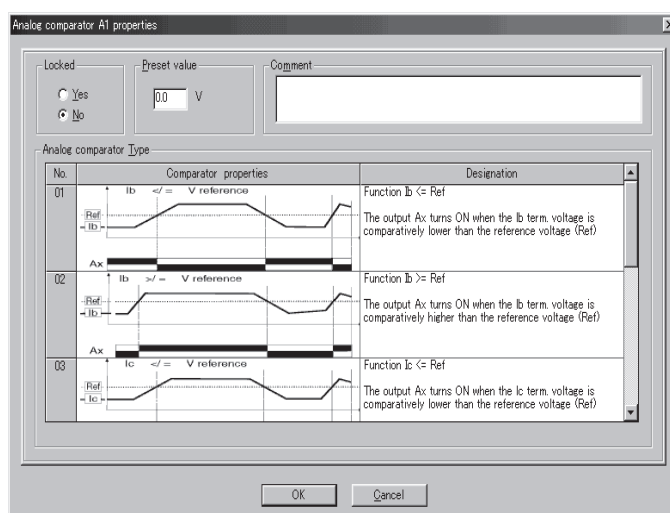 Analog comparator A1 properties
Locked
Yes
No
Preset value
0.0 V
Comment
Analog comparator Type
No. Comparator properties Designation
01
Ib </= V reference
Ref
Ib
Ax
Function Ib <= Ref
The output Ax turns ON when the Ib term. voltage is
comparatively lower than the reference voltage (Ref)
02
Ib >/= V reference
Ref
Ib
Ax
Function Ib >= Ref
The output Ax turns ON when the Ib term. voltage is
comparatively higher than the reference voltage (Ref)
03
Ic </= V reference
Ref
Ic
Function Ic <= Ref
The output Ax turns ON when the Ic term. voltage is
comparatively lower than the reference voltage (Ref)
OK Cancel